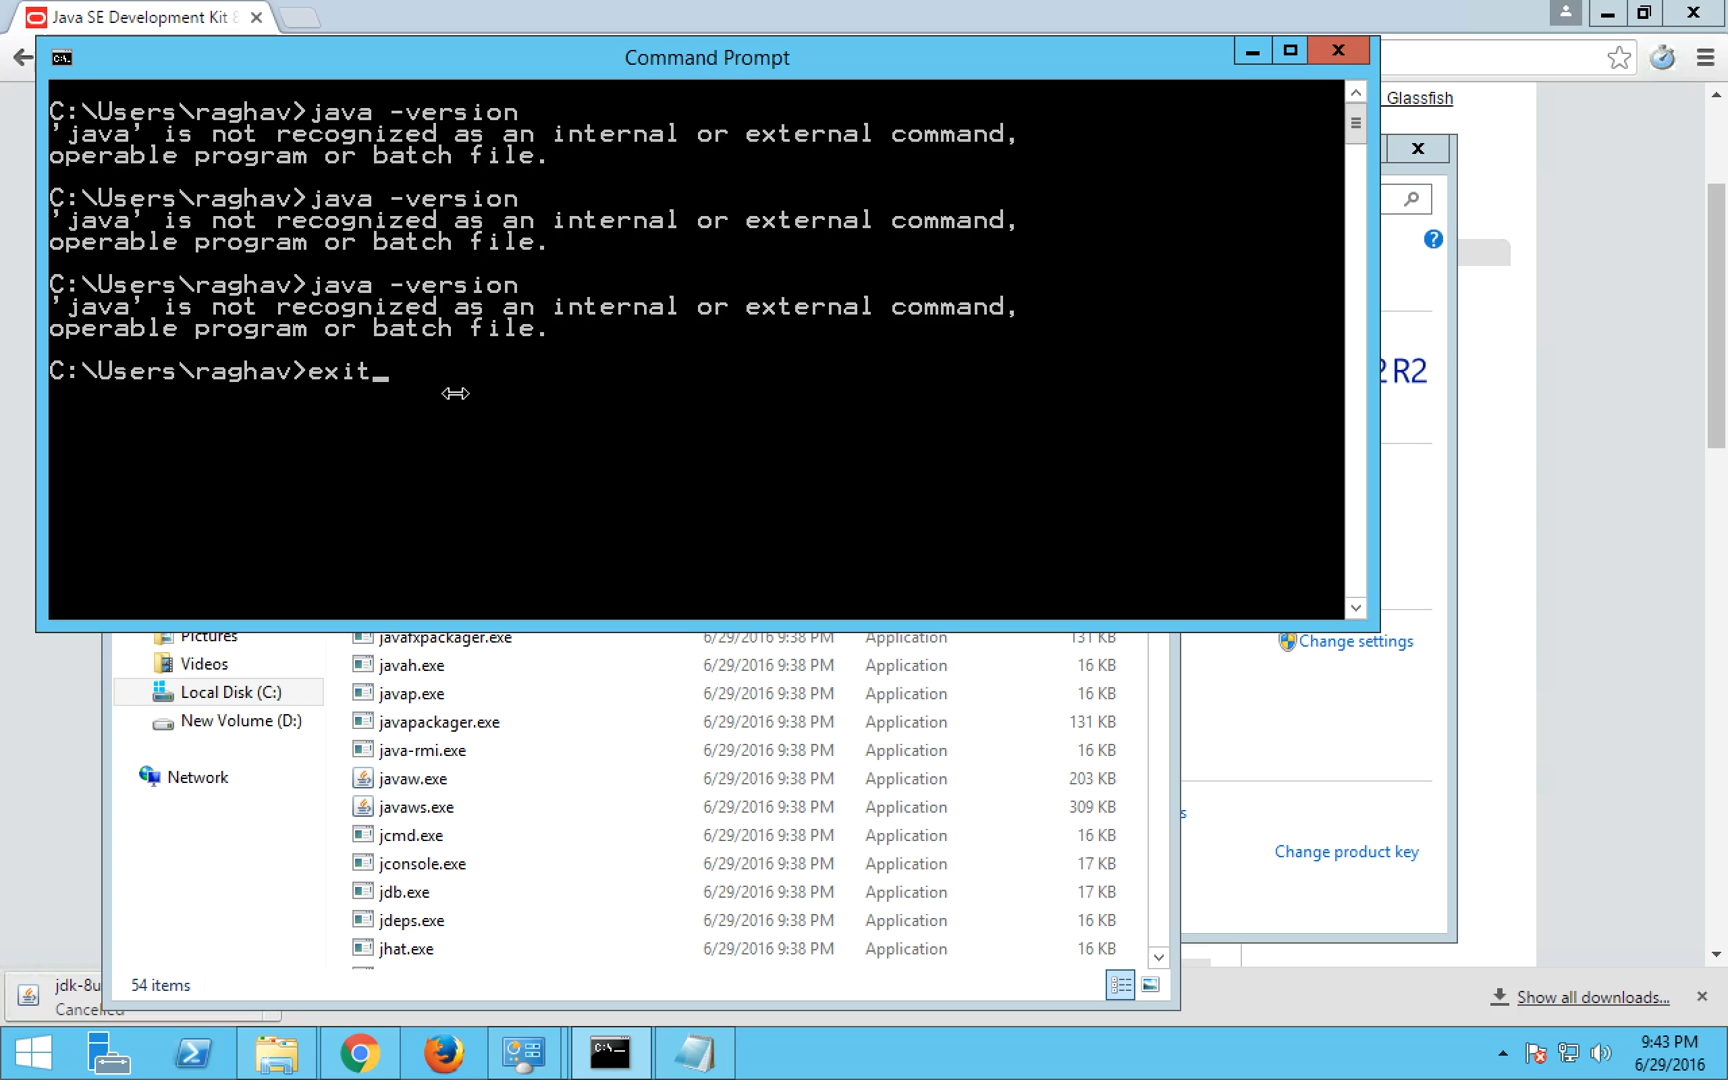 Java SE Development Kit 8
Command Prompt
C:\Users\raghav>java -version
'java' is not recognized as an internal or external command,
operable program or batch file.
C:\Users\raghav>java -version
'java' is not recognized as an internal or external command,
operable program or batch file.
C:\Users\raghav>java -version
'java' is not recognized as an internal or external command,
operable program or batch file.
C:\Users\raghav>exit_
Glassfish
2 R2
Change settings
Change product key
Pictures
Videos
Local Disk (C:)
New Volume (D:)
Network
javafxpackager.exe 6/29/2016 9:38 PM Application 131 KB
javah.exe 6/29/2016 9:38 PM Application 16 KB
javap.exe 6/29/2016 9:38 PM Application 16 KB
javapackager.exe 6/29/2016 9:38 PM Application 131 KB
java-rmi.exe 6/29/2016 9:38 PM Application 16 KB
javaw.exe 6/29/2016 9:38 PM Application 203 KB
javaws.exe 6/29/2016 9:38 PM Application 309 KB
jcmd.exe 6/29/2016 9:38 PM Application 16 KB
jconsole.exe 6/29/2016 9:38 PM Application 17 KB
jdb.exe 6/29/2016 9:38 PM Application 17 KB
jdeps.exe 6/29/2016 9:38 PM Application 16 KB
jhat.exe 6/29/2016 9:38 PM Application 16 KB
54 items
jdk-8u
Cancelled
Show all downloads...
9:43 PM
6/29/2016